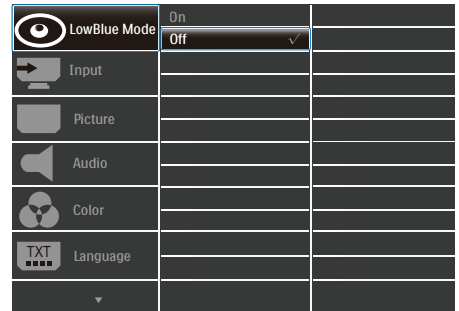 LowBlue Mode
On
Off
Input
Picture
Audio
Color
TXT
Language